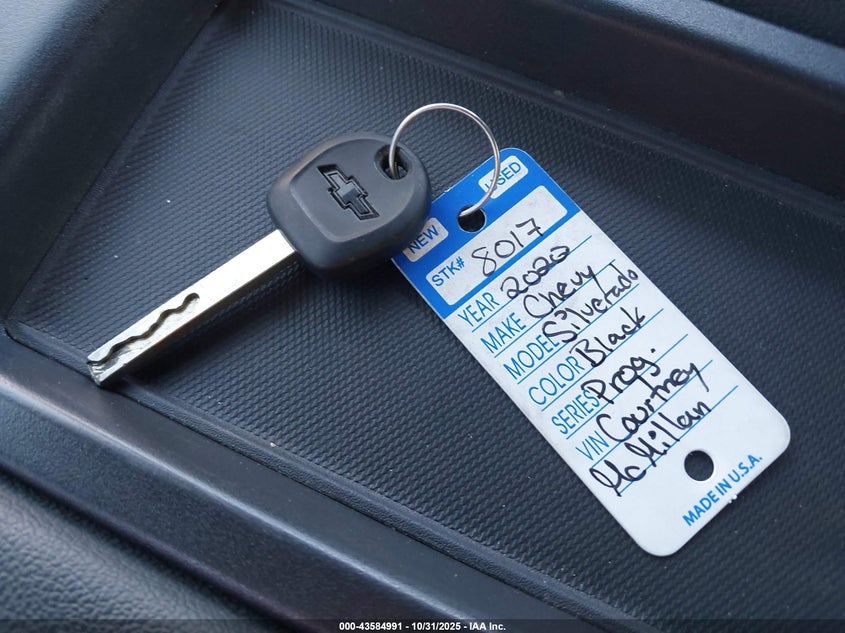 NEW USED
STK# 8017
YEAR 2020
MAKE Chevy
MODEL Silverado
COLOR Black
SERIES Prog.
VIN Courtney
McMillan
MADE IN U.S.A.
000-43584991 - 10/31/2025 - IAA Inc.